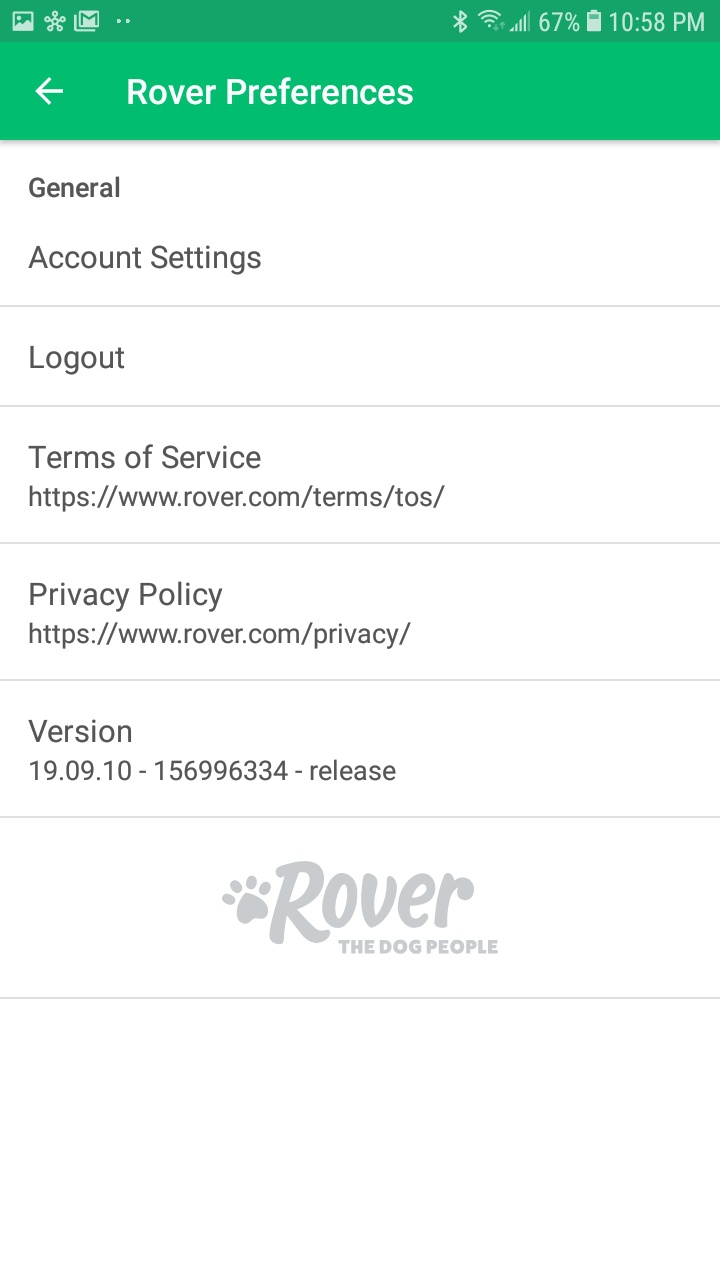 67% 10:58 PM
Rover Preferences
General
Account Settings
Logout
Terms of Service
https://www.rover.com/terms/tos/
Privacy Policy
https://www.rover.com/privacy/
Version
19.09.10 - 156996334 - release
Rover
THE DOG PEOPLE